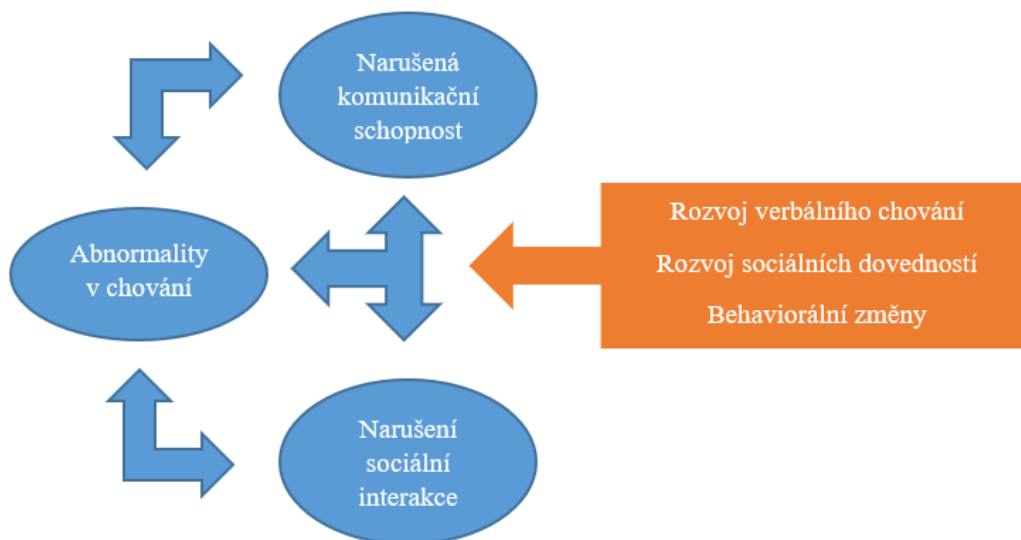 Narušená
komunikační
schopnost
Abnormality
v chování
Rozvoj verbálního chování
Rozvoj sociálních dovedností
Behaviorální změny
Narušení
sociální
interakce